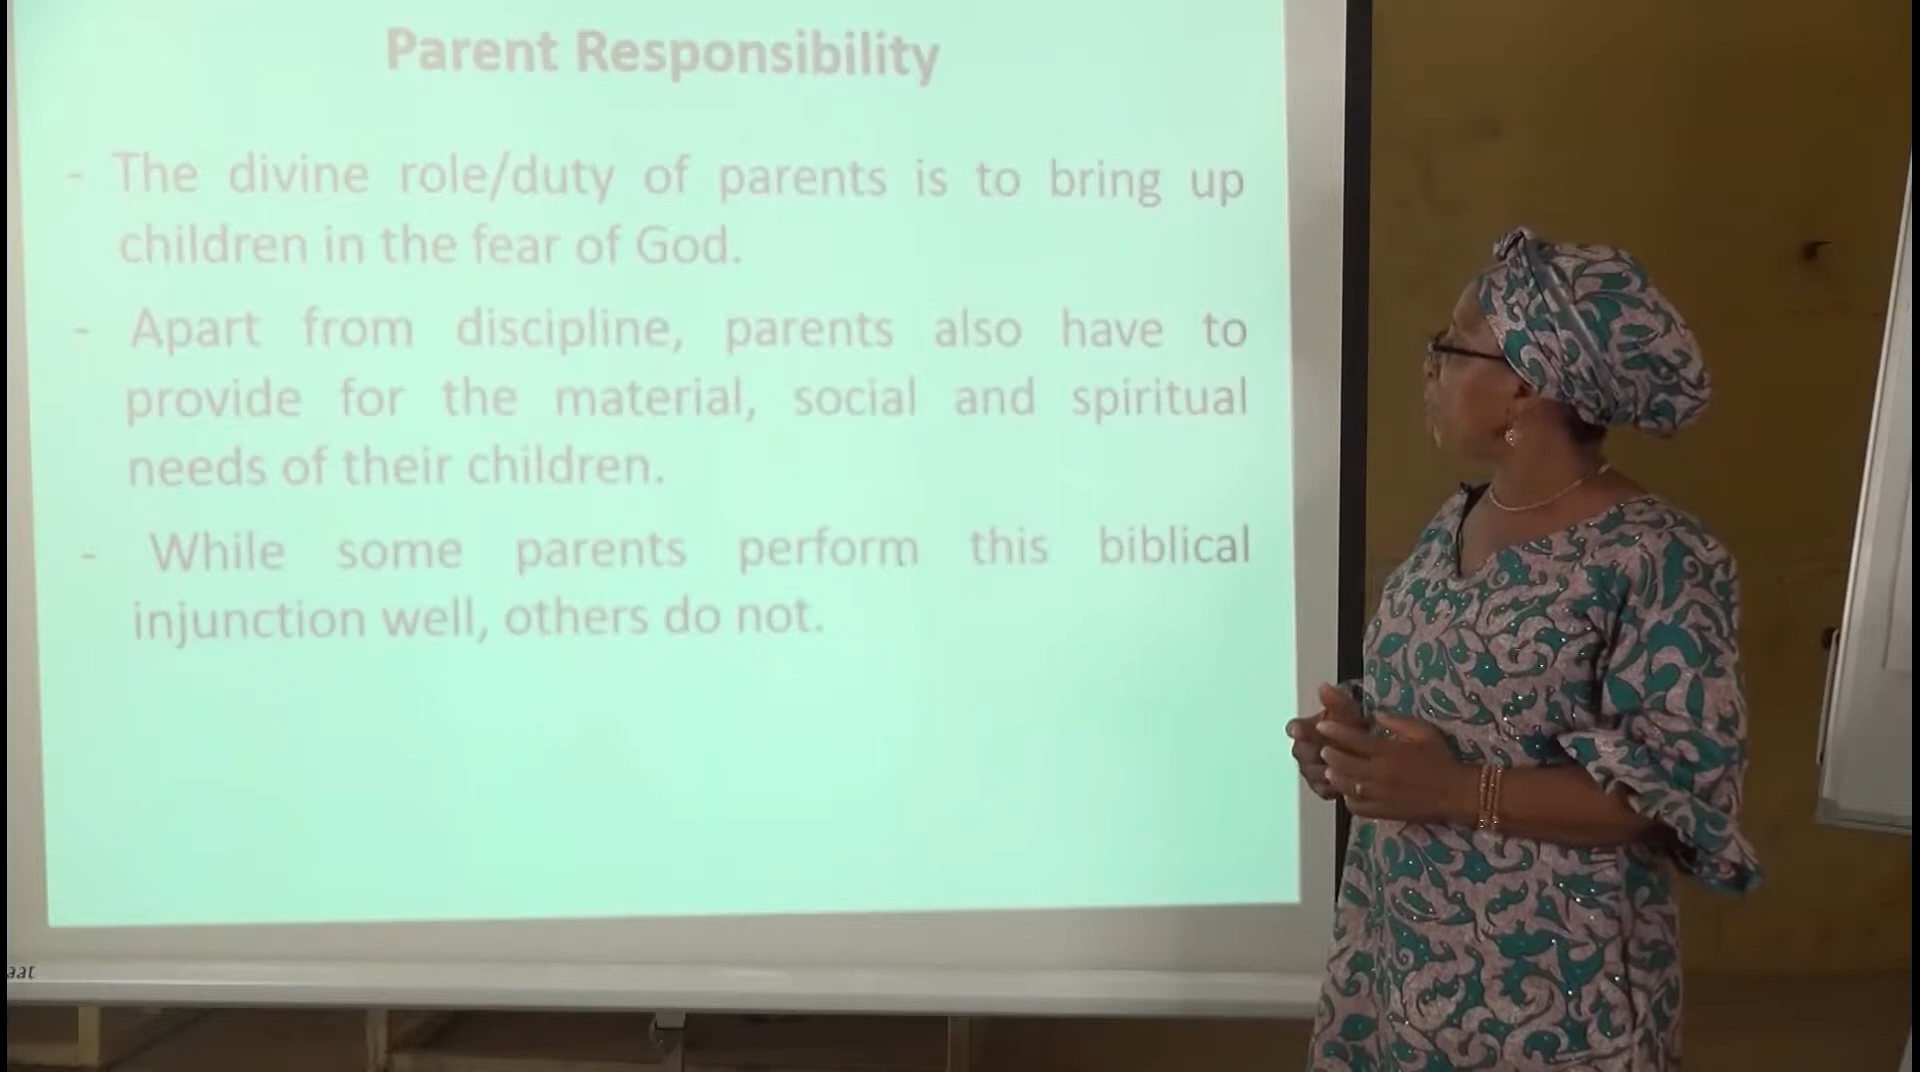 Parent Responsibility
- The divine role/duty of parents is to bring up
children in the fear of God.
- Apart from discipline, parents also have to
provide for the material, social and spiritual
needs of their children.
- While some parents perform this biblical
injunction well, others do not.
aat